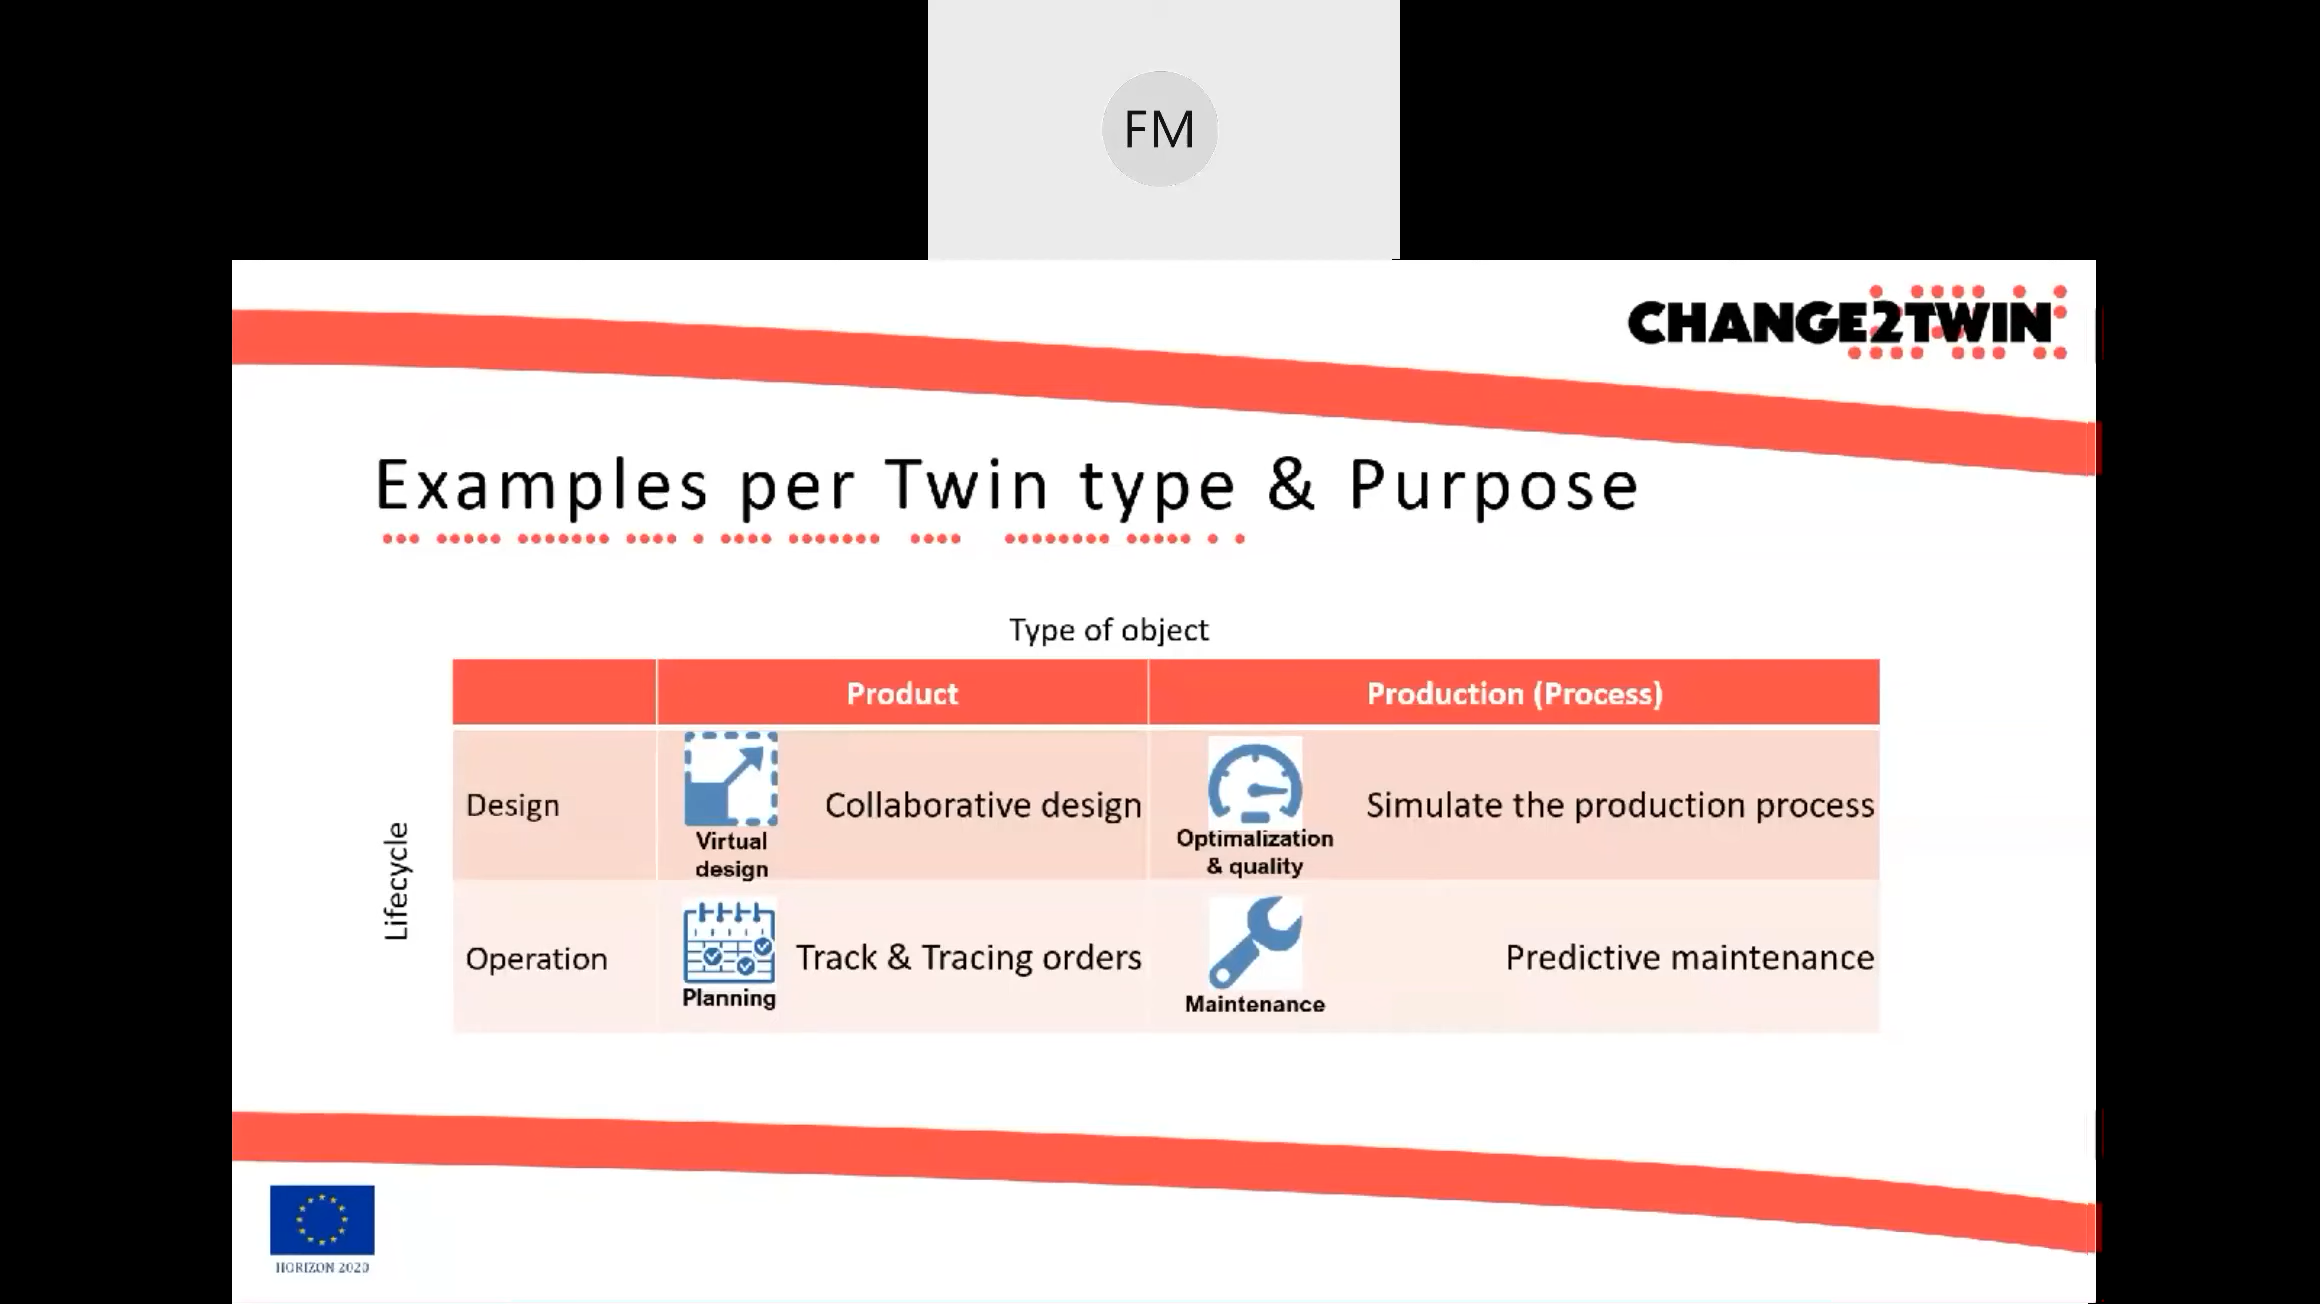 FM
CHANGE2TWIN
Examples per Twin type & Purpose
Type of object
Product
Production (Process)
Lifecycle
Design
Virtual
design
Collaborative design
Optimalization
& quality
Simulate the production process
Operation
Planning
Track & Tracing orders
Maintenance
Predictive maintenance
HORIZON 2020